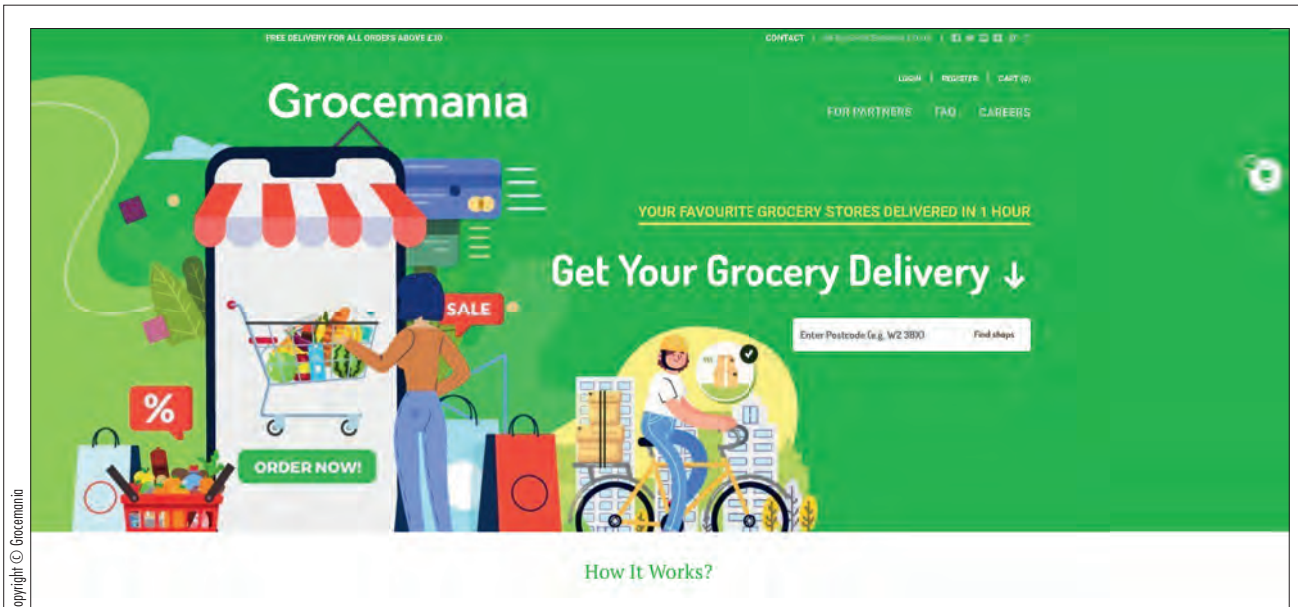 FREE DELIVERY FOR ALL ORDERS ABOVE £30
CONTACT
LOGIN | REGISTER | CART (0)
Grocemania
FOR PARTNERS FAQ CAREERS
YOUR FAVOURITE GROCERY STORES DELIVERED IN 1 HOUR
Get Your Grocery Delivery ↓
SALE
Enter Postcode (e.g. W2 3BX) Find shops
%
ORDER NOW!
opyright © Grocemania
How It Works?